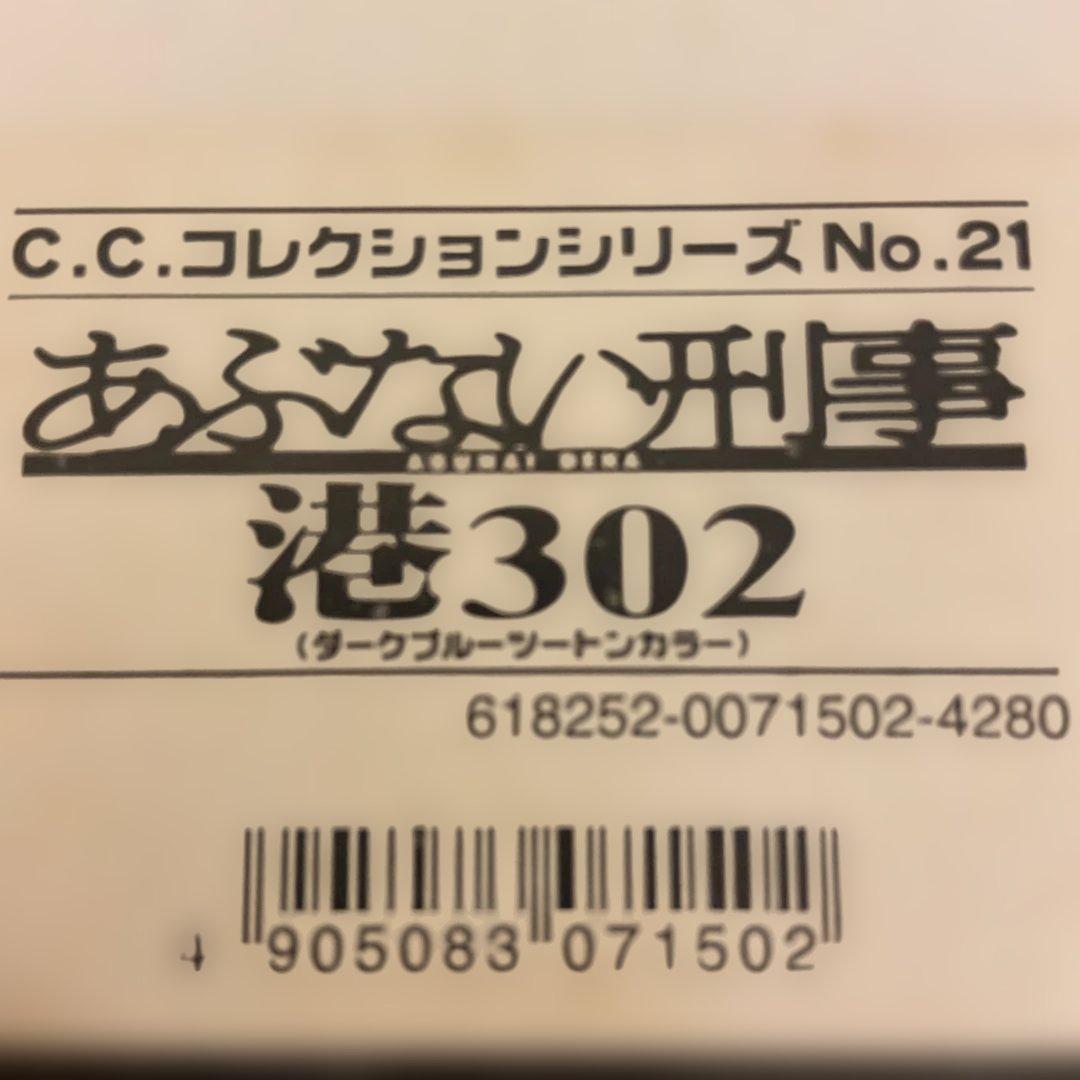 C.C.コレクションシリーズ No.21
あぶない刑事
ABUNAI DEKA
港302
(ダークブルーツートンカラー)
618252-0071502-4280
4 905083 071502